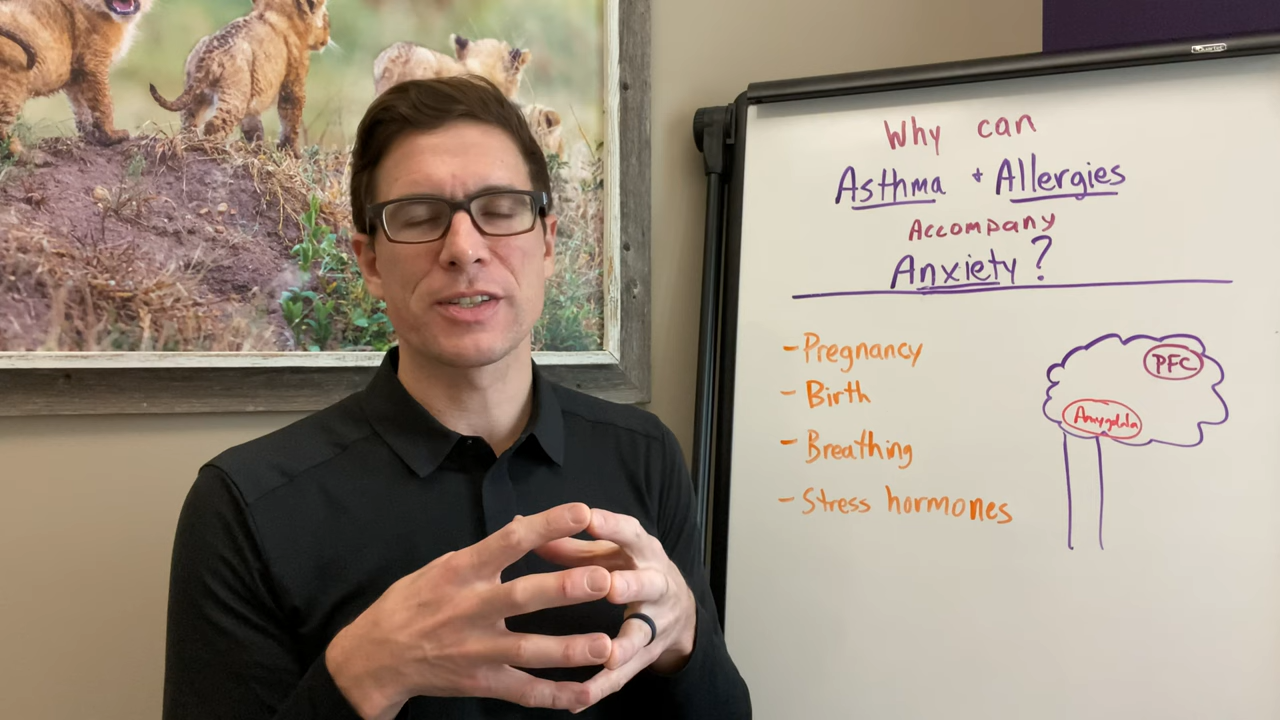 Why can
Asthma + Allergies
Accompany
Anxiety?
- Pregnancy
- Birth
- Breathing
- Stress hormones
PFC
Amygdala